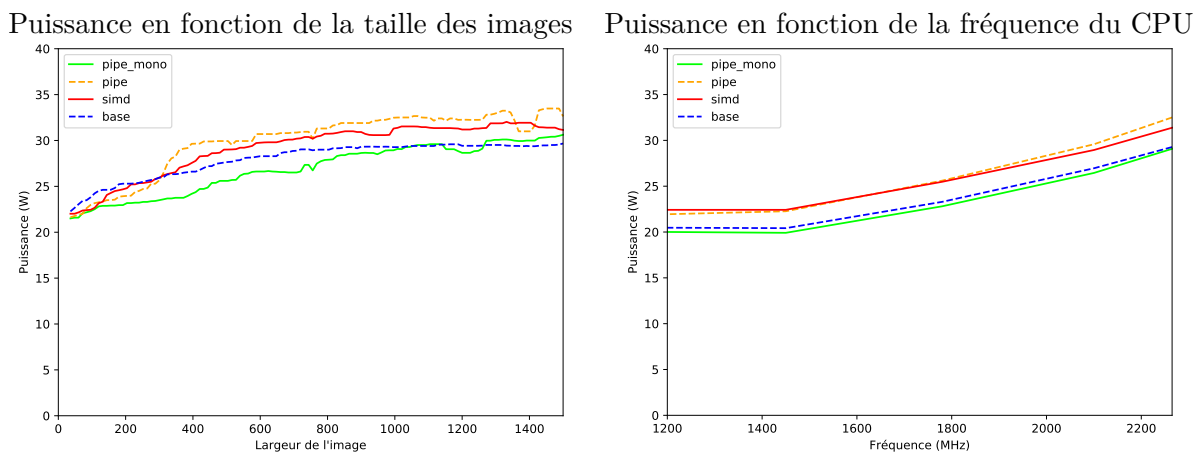 Puissance en fonction de la taille des images
40
35
30
25
20
15
10
5
0
Puissance (W)
pipe_mono
pipe
simd
base
0 200 400 600 800 1000 1200 1400
Largeur de l'image
Puissance en fonction de la fréquence du CPU
40
35
30
25
20
15
10
5
0
Puissance (W)
pipe_mono
pipe
simd
base
1200 1400 1600 1800 2000 2200
Fréquence (MHz)